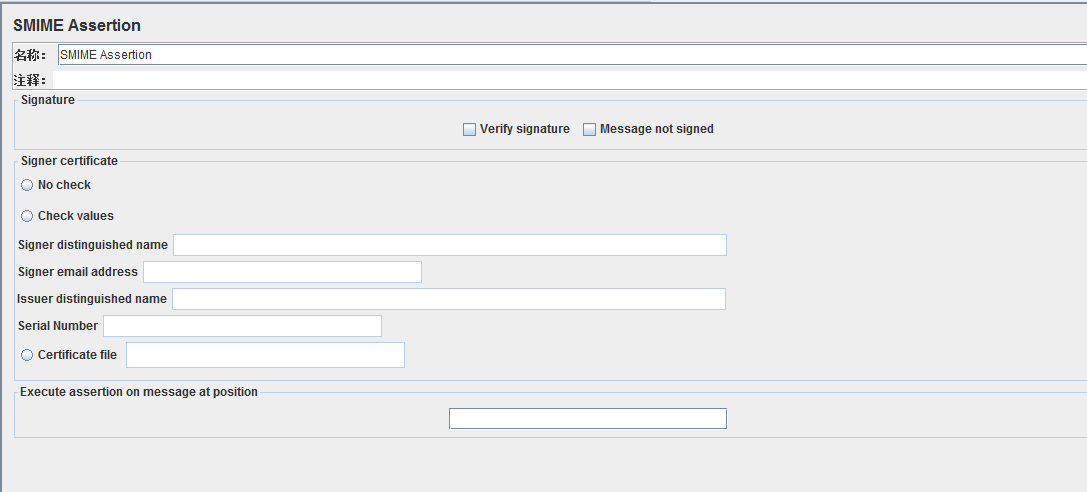 SMIME Assertion
名称： SMIME Assertion
注释：
Signature
Verify signature Message not signed
Signer certificate
No check
Check values
Signer distinguished name
Signer email address
Issuer distinguished name
Serial Number
Certificate file
Execute assertion on message at position